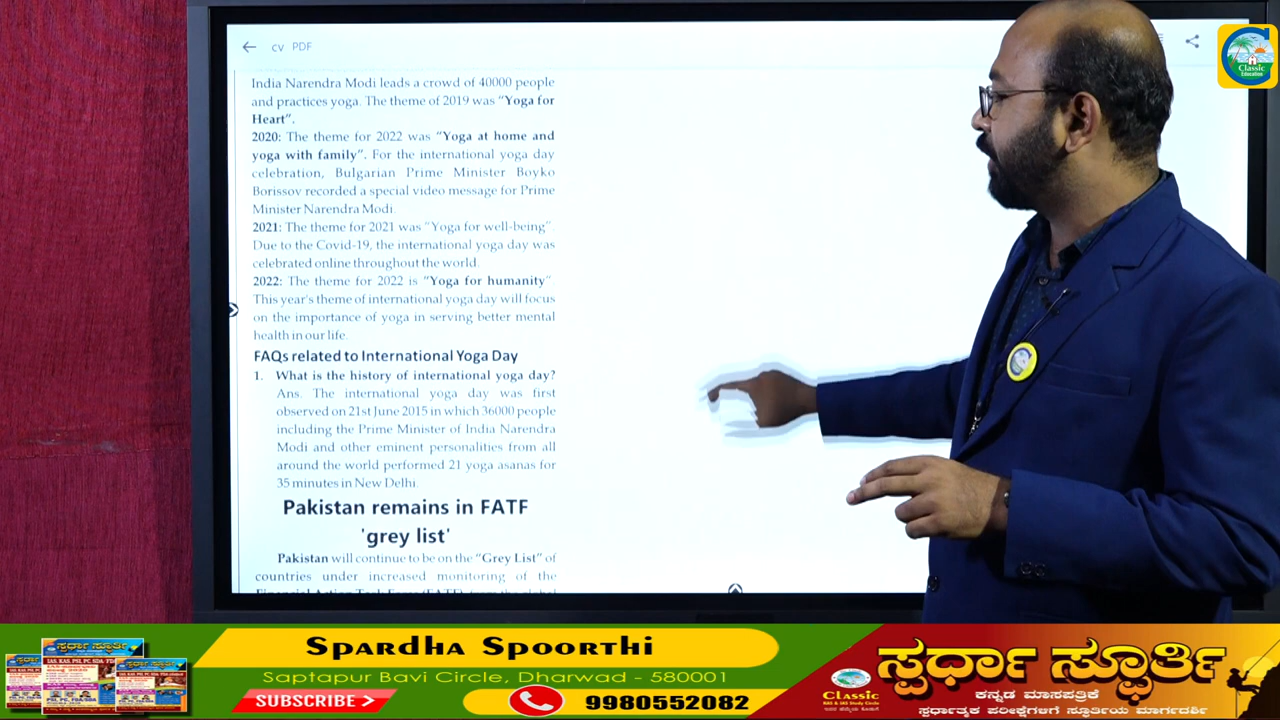 CV PDF
India Narendra Modi leads a crowd of 40000 people
and practices yoga. The theme of 2019 was “Yoga for
Heart”.
2020: The theme for 2022 was “Yoga at home and
yoga with family”. For the international yoga day
celebration, Bulgarian Prime Minister Boyko
Borissov recorded a special video message for Prime
Minister Narendra Modi.
2021: The theme for 2021 was “Yoga for well-being”.
Due to the Covid-19, the international yoga day was
celebrated online throughout the world.
2022: The theme for 2022 is “Yoga for humanity”.
This year's theme of international yoga day will focus
on the importance of yoga in serving better mental
health in our life.
FAQs related to International Yoga Day
1. What is the history of international yoga day?
Ans. The international yoga day was first
observed on 21st June 2015 in which 36000 people
including the Prime Minister of India Narendra
Modi and other eminent personalities from all
around the world performed 21 yoga asanas for
35 minutes in New Delhi.
Pakistan remains in FATF
'grey list'
Pakistan will continue to be on the “Grey List” of
countries under increased monitoring of the
Classic
Education
Spardha Spoorthi
Saptapur Bavi Circle, Dharwad - 580001
SUBSCRIBE
9980552082
ಸ್ಪರ್ಧಾ ಸ್ಫೂರ್ತಿ
ಕನ್ನಡ ಮಾಸಪತ್ರಿಕೆ
ಸ್ಪರ್ಧಾತ್ಮಕ ಪರೀಕ್ಷೆಗಳಿಗೆ ಸ್ಫೂರ್ತಿಯ ಮಾರ್ಗದರ್ಶಿ
Classic
KAS & IAS Study Circle